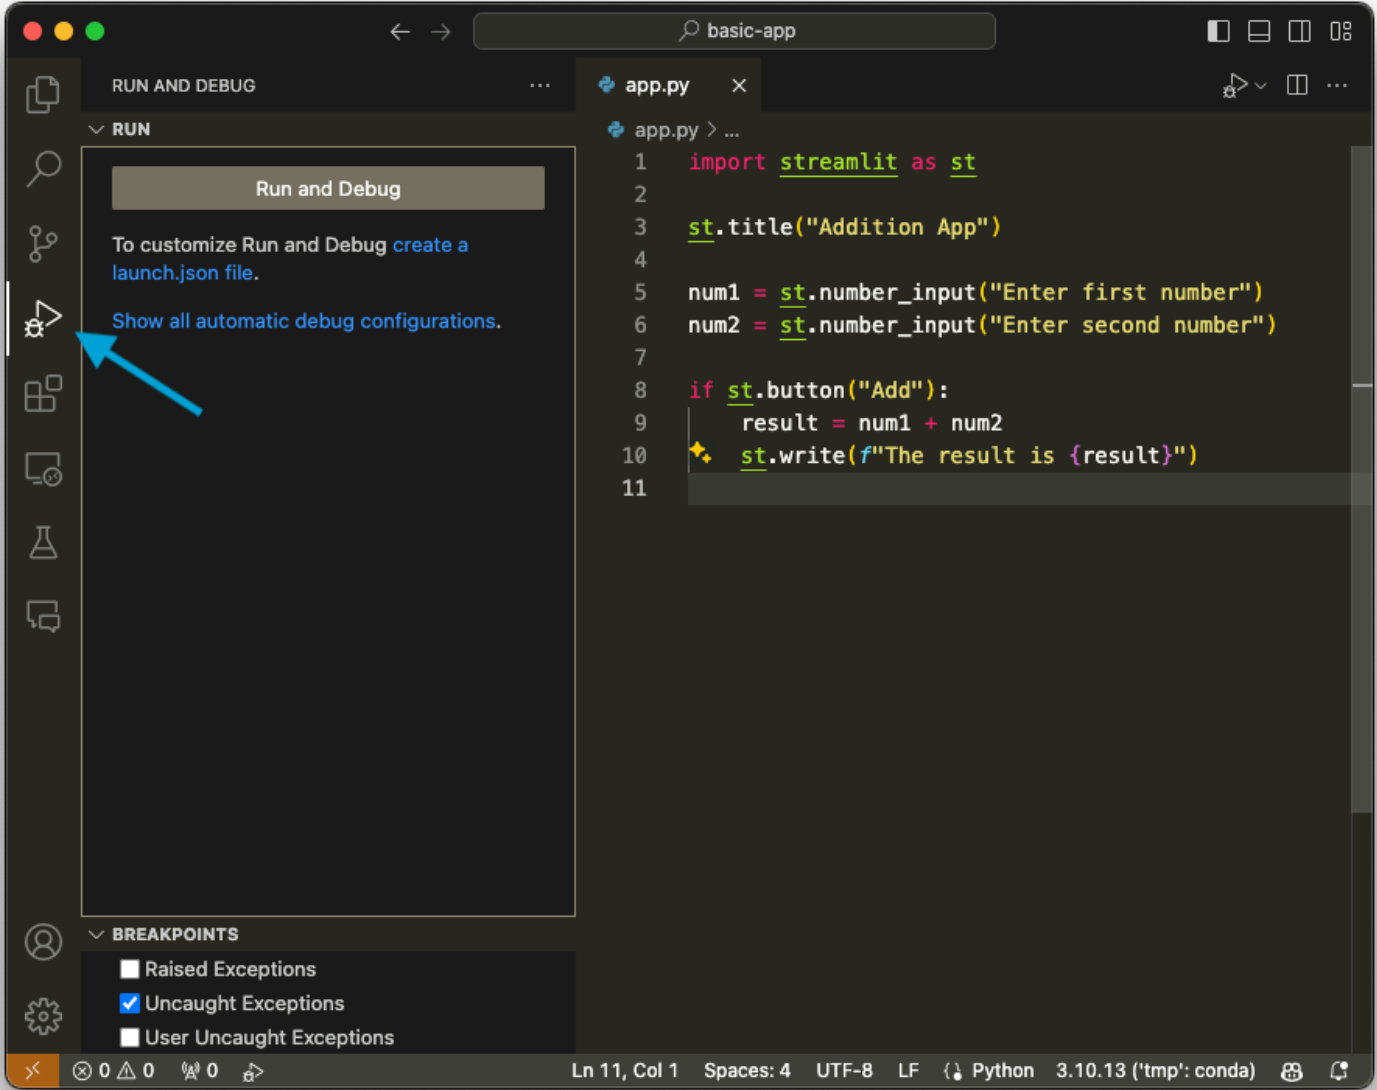 basic-app
RUN AND DEBUG
RUN
Run and Debug
To customize Run and Debug create a
launch.json file.
Show all automatic debug configurations.
app.py
app.py > ...
1 import streamlit as st
2
3 st.title("Addition App")
4
5 num1 = st.number_input("Enter first number")
6 num2 = st.number_input("Enter second number")
7
8 if st.button("Add"):
9 result = num1 + num2
10 st.write(f"The result is {result}")
11
BREAKPOINTS
Raised Exceptions
Uncaught Exceptions
User Uncaught Exceptions
0 0 0 Ln 11, Col 1 Spaces: 4 UTF-8 LF Python 3.10.13 ('tmp': conda)